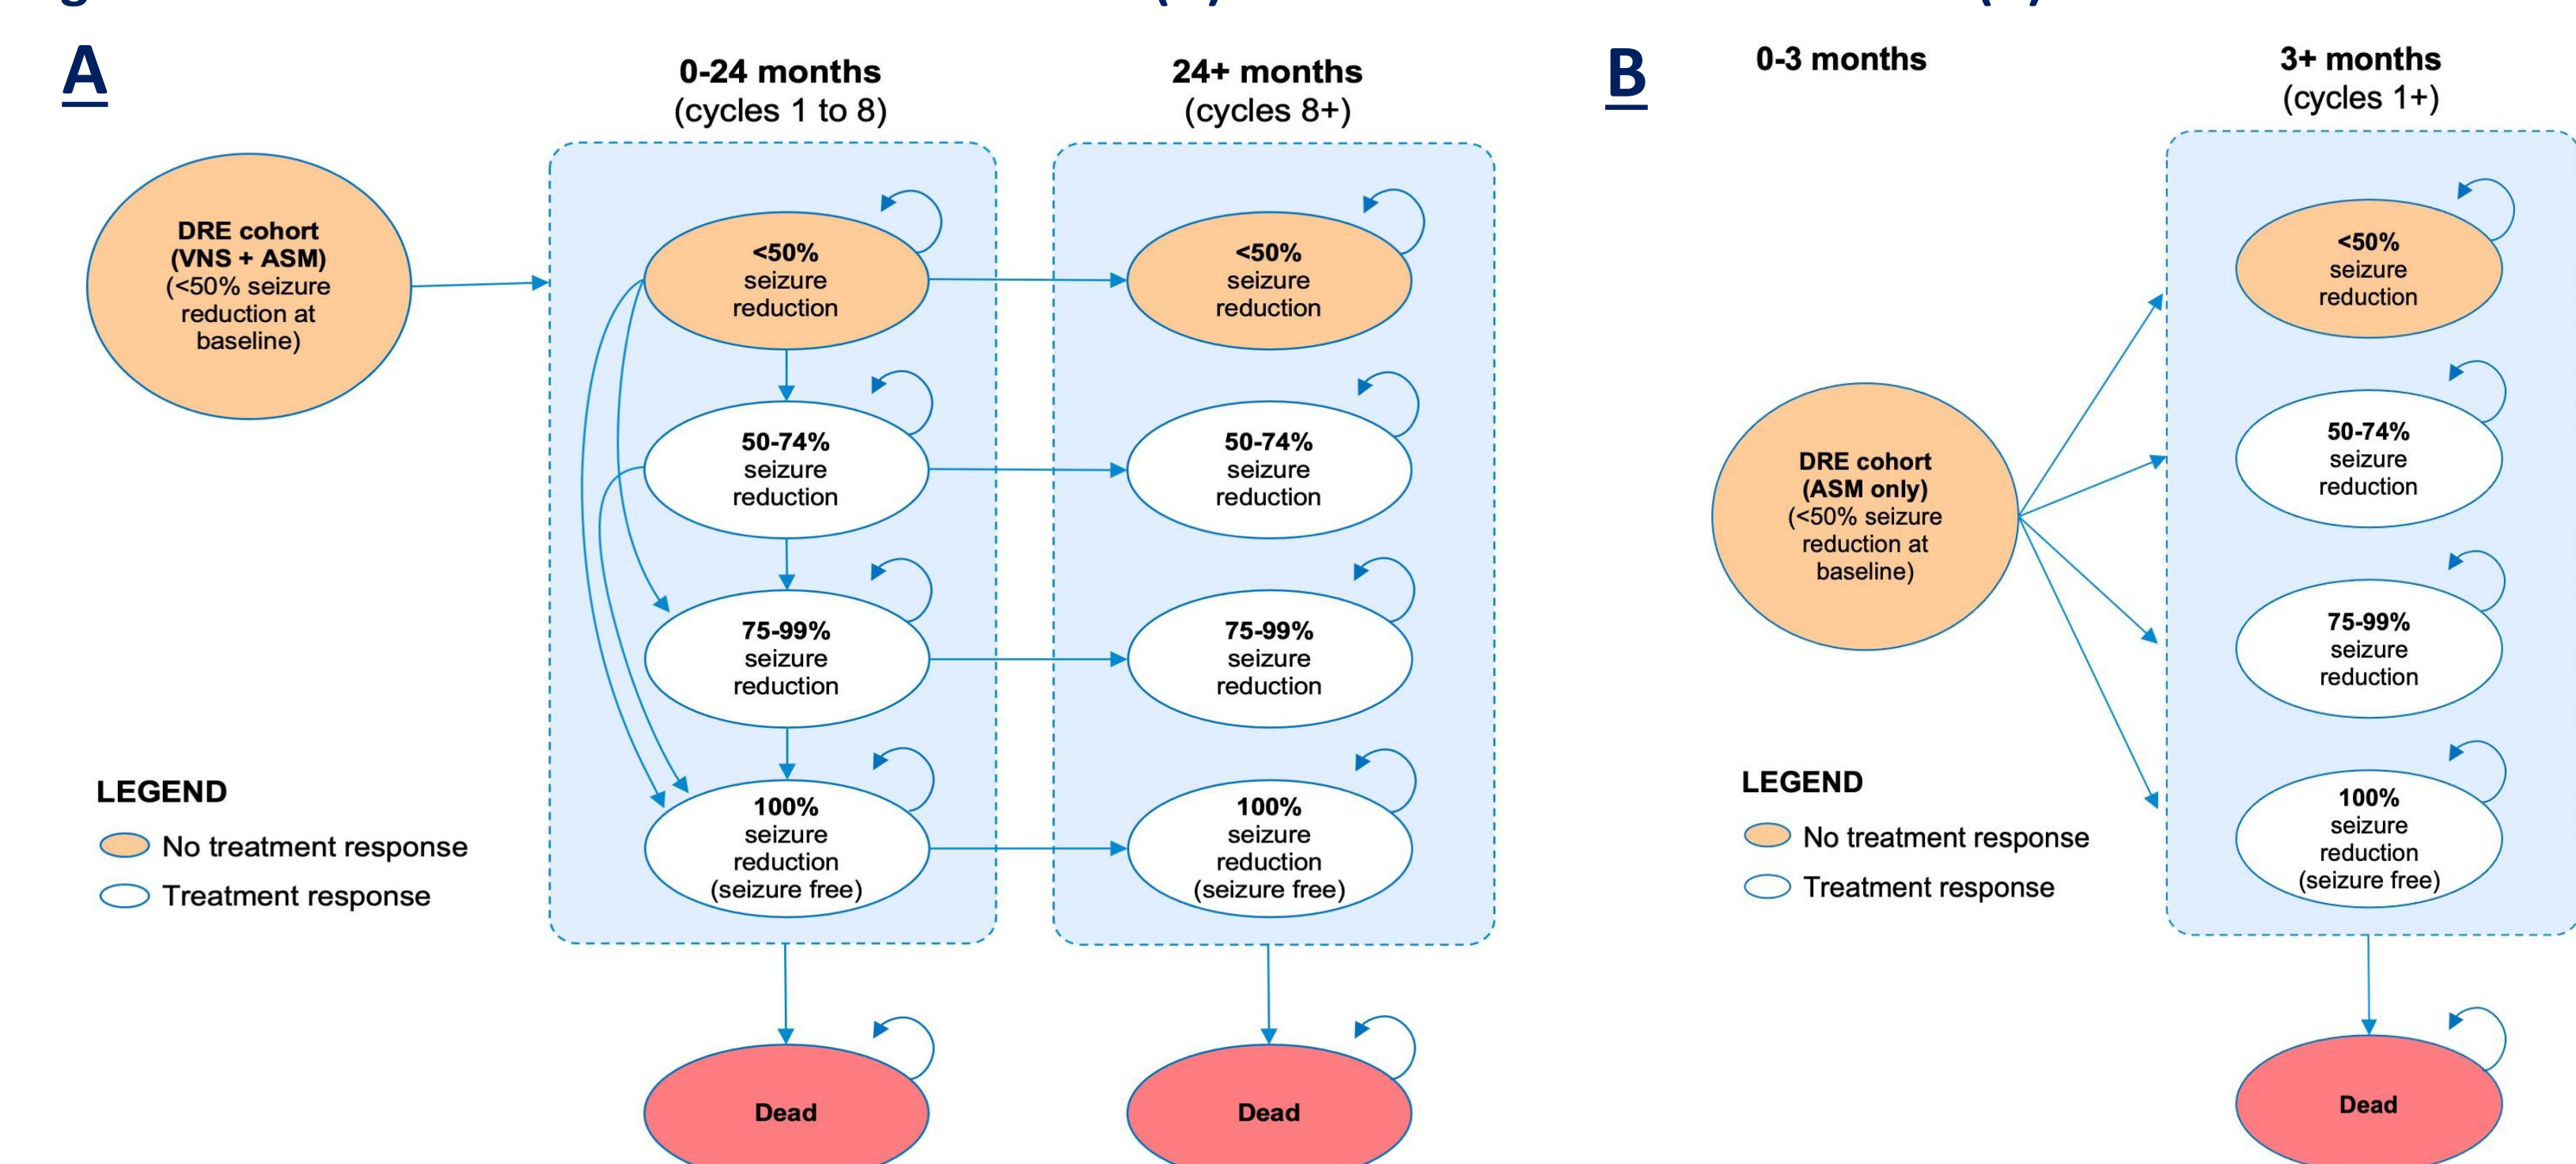 A
0-24 months
(cycles 1 to 8)
24+ months
(cycles 8+)
DRE cohort
(VNS + ASM)
(<50% seizure
reduction at
baseline)
<50%
seizure
reduction
50-74%
seizure
reduction
75-99%
seizure
reduction
100%
seizure
reduction
(seizure free)
Dead
<50%
seizure
reduction
50-74%
seizure
reduction
75-99%
seizure
reduction
100%
seizure
reduction
(seizure free)
Dead
LEGEND
No treatment response
Treatment response
B
0-3 months
3+ months
(cycles 1+)
DRE cohort
(ASM only)
(<50% seizure
reduction at
baseline)
<50%
seizure
reduction
50-74%
seizure
reduction
75-99%
seizure
reduction
100%
seizure
reduction
(seizure free)
Dead
LEGEND
No treatment response
Treatment response